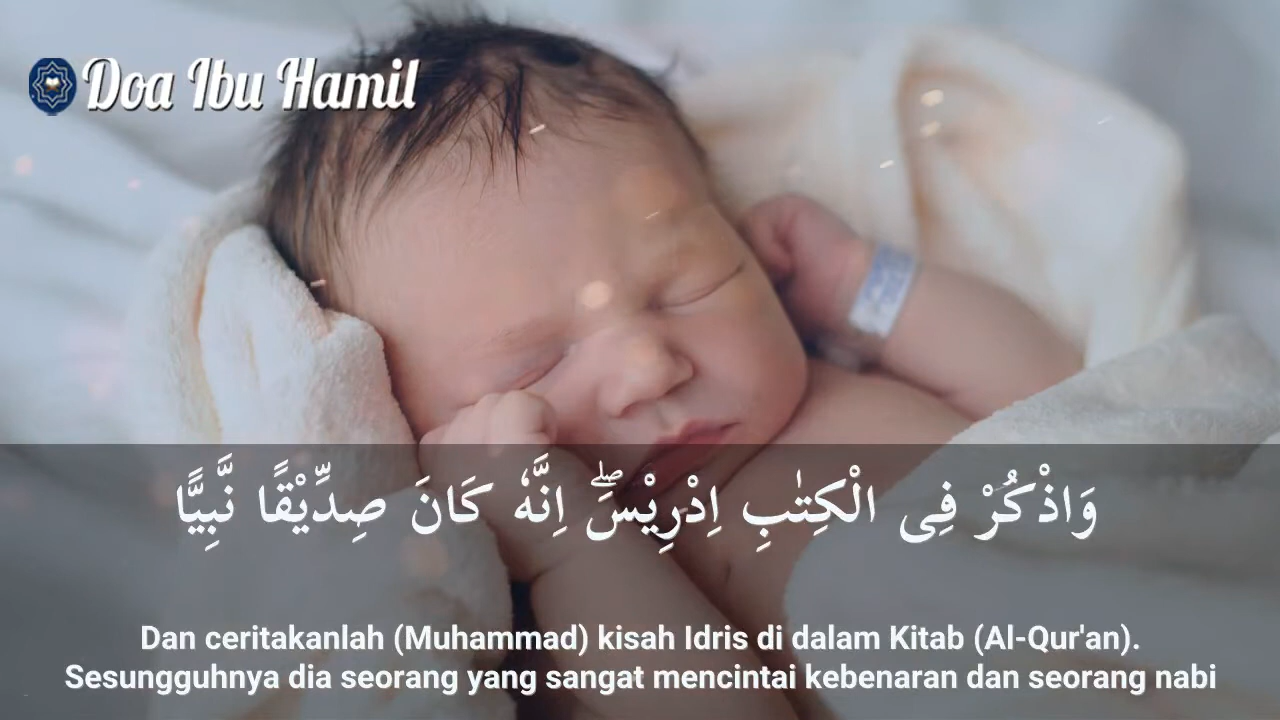 Doa Ibu Hamil
وَاذْكُرْ فِى الْكِتٰبِ اِدْرِيْسَۖ اِنَّهٗ كَانَ صِدِّيْقًا نَّبِيًّا
Dan ceritakanlah (Muhammad) kisah Idris di dalam Kitab (Al-Qur'an).
Sesungguhnya dia seorang yang sangat mencintai kebenaran dan seorang nabi